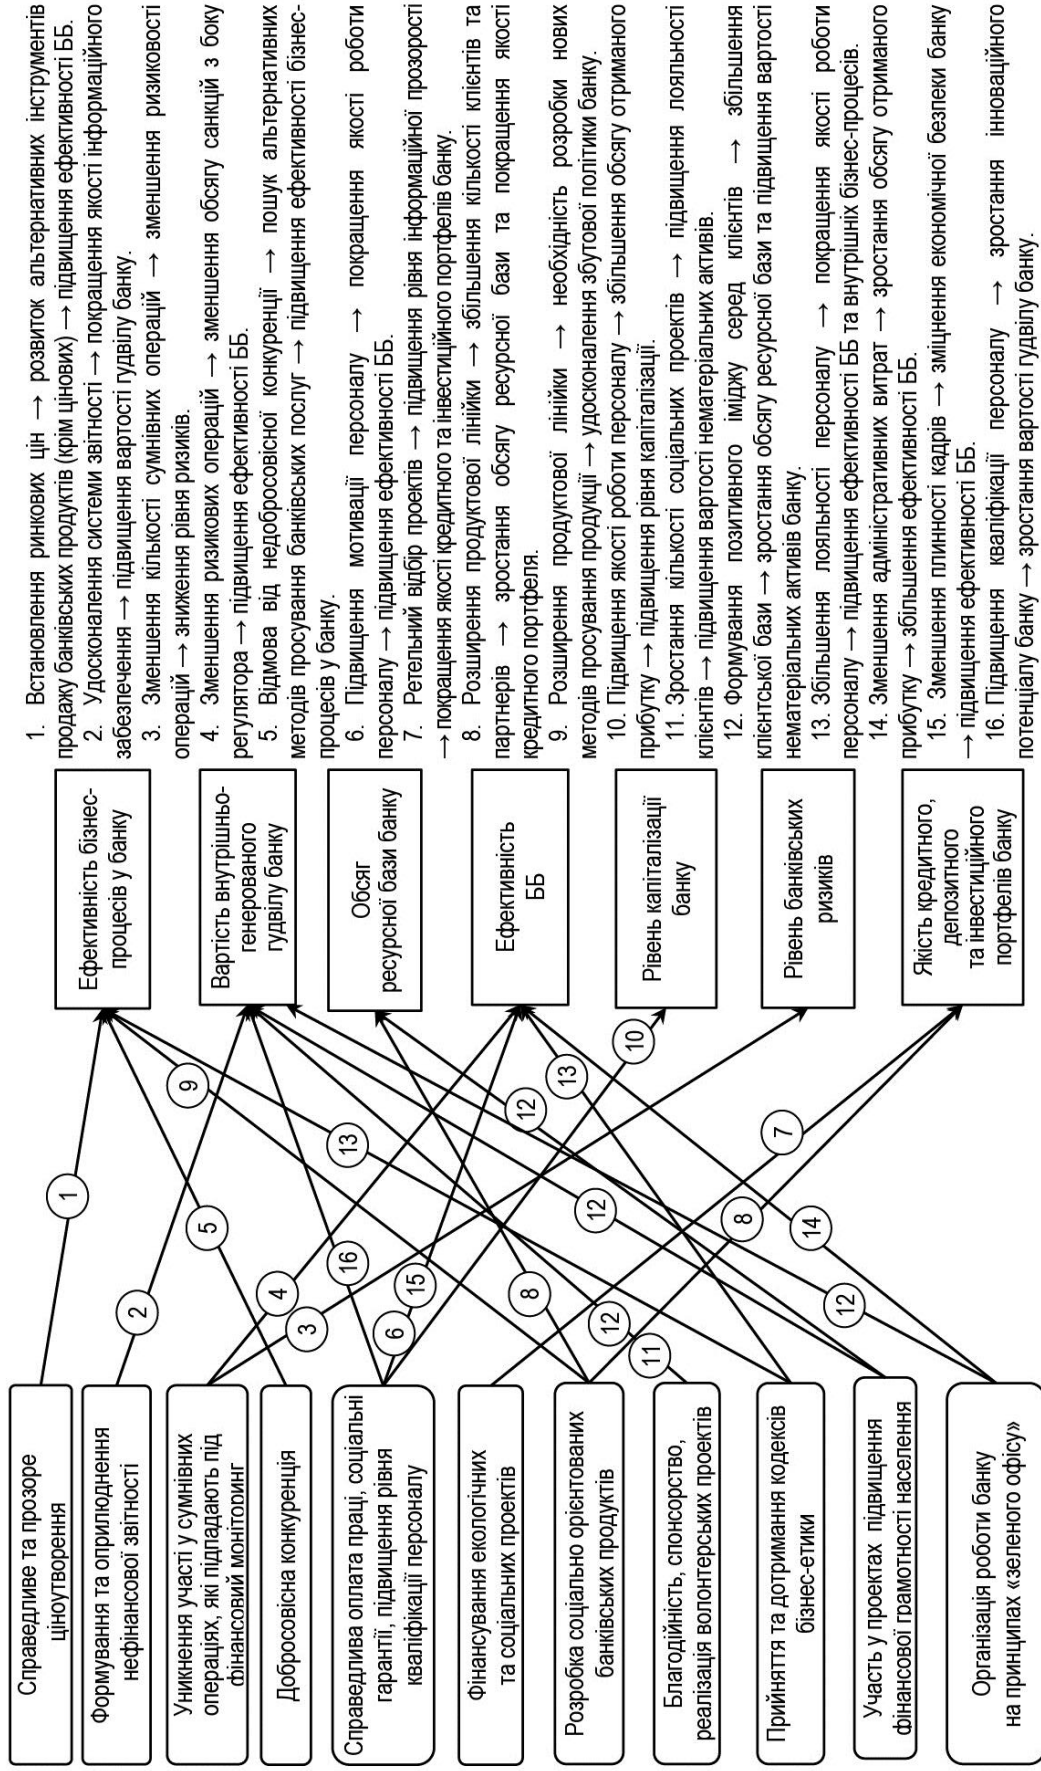 Справедливе та прозоре
ціноутворення
Формування та оприлюднення
нефінансової звітності
Уникнення участі у сумнівних
операціях, які підпадають під
фінансовий моніторинг
Добросовісна конкуренція
Справедлива оплата праці, соціальні
гарантії, підвищення рівня
кваліфікації персоналу
Фінансування екологічних
та соціальних проектів
Розробка соціально орієнтованих
банківських продуктів
Благодійність, спонсорство,
реалізація волонтерських проектів
Прийняття та дотримання кодексів
бізнес-етики
Участь у проектах підвищення
фінансової грамотності населення
Організація роботи банку
на принципах «зеленого офісу»
1
2
5
4
3
16
6
15
9
13
8
12
11
12
12
13
10
7
8
14
12
Ефективність бізнес-
процесів у банку
Вартість внутрішньо-
генерованого
гудвілу банку
Обсяг
ресурсної бази банку
Ефективність
ББ
Рівень капіталізації
банку
Рівень банківських
ризиків
Якість кредитного,
депозитного
та інвестиційного
портфелів банку
1. Встановлення ринкових цін → розвиток альтернативних інструментів
продажу банківських продуктів (крім цінових) → підвищення ефективності ББ.
2. Удосконалення системи звітності → покращення якості інформаційного
забезпечення → підвищення вартості гудвілу банку.
3. Зменшення кількості сумнівних операцій → зменшення ризиковості
операцій → зниження рівня ризиків.
4. Зменшення ризикових операцій → зменшення обсягу санкцій з боку
регулятора → підвищення ефективності ББ.
5. Відмова від недобросовісної конкуренції → пошук альтернативних
методів просування банківських послуг → підвищення ефективності бізнес-
процесів у банку.
6. Підвищення мотивації персоналу → покращення якості роботи
персоналу → підвищення ефективності ББ.
7. Ретельний відбір проектів → підвищення рівня інформаційної прозорості
→ покращення якості кредитного та інвестиційного портфелів банку.
8. Розширення продуктової лінійки → збільшення кількості клієнтів та
партнерів → зростання обсягу ресурсної бази та покращення якості
кредитного портфеля.
9. Розширення продуктової лінійки → необхідність розробки нових
методів просування продукції → удосконалення збутової політики банку.
10. Підвищення якості роботи персоналу → збільшення обсягу отриманого
прибутку → підвищення рівня капіталізації.
11. Зростання кількості соціальних проектів → підвищення лояльності
клієнтів → підвищення вартості нематеріальних активів.
12. Формування позитивного іміджу серед клієнтів → збільшення
клієнтської бази → зростання обсягу ресурсної бази та підвищення вартості
нематеріальних активів банку.
13. Збільшення лояльності персоналу → покращення якості роботи
персоналу → підвищення ефективності ББ та внутрішніх бізнес-процесів.
14. Зменшення адміністративних витрат → зростання обсягу отриманого
прибутку → збільшення ефективності ББ.
15. Зменшення плинності кадрів → зміцнення економічної безпеки банку
→ підвищення ефективності ББ.
16. Підвищення кваліфікації персоналу → зростання інноваційного
потенціалу банку → зростання вартості гудвілу банку.